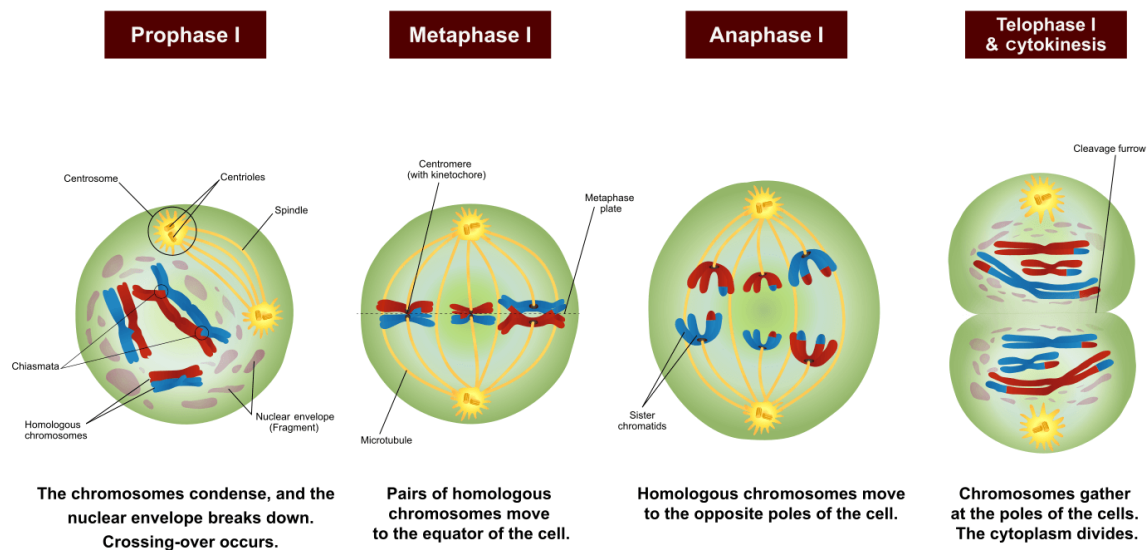 Prophase I
Metaphase I
Anaphase I
Telophase I
& cytokinesis
Centrosome
Centrioles
Spindle
Chiasmata
Homologous
chromosomes
Nuclear envelope
(Fragment)
Centromere
(with kinetochore)
Metaphase
plate
Microtubule
Sister
chromatids
Cleavage furrow
The chromosomes condense, and the
nuclear envelope breaks down.
Crossing-over occurs.
Pairs of homologous
chromosomes move
to the equator of the cell.
Homologous chromosomes move
to the opposite poles of the cell.
Chromosomes gather
at the poles of the cells.
The cytoplasm divides.